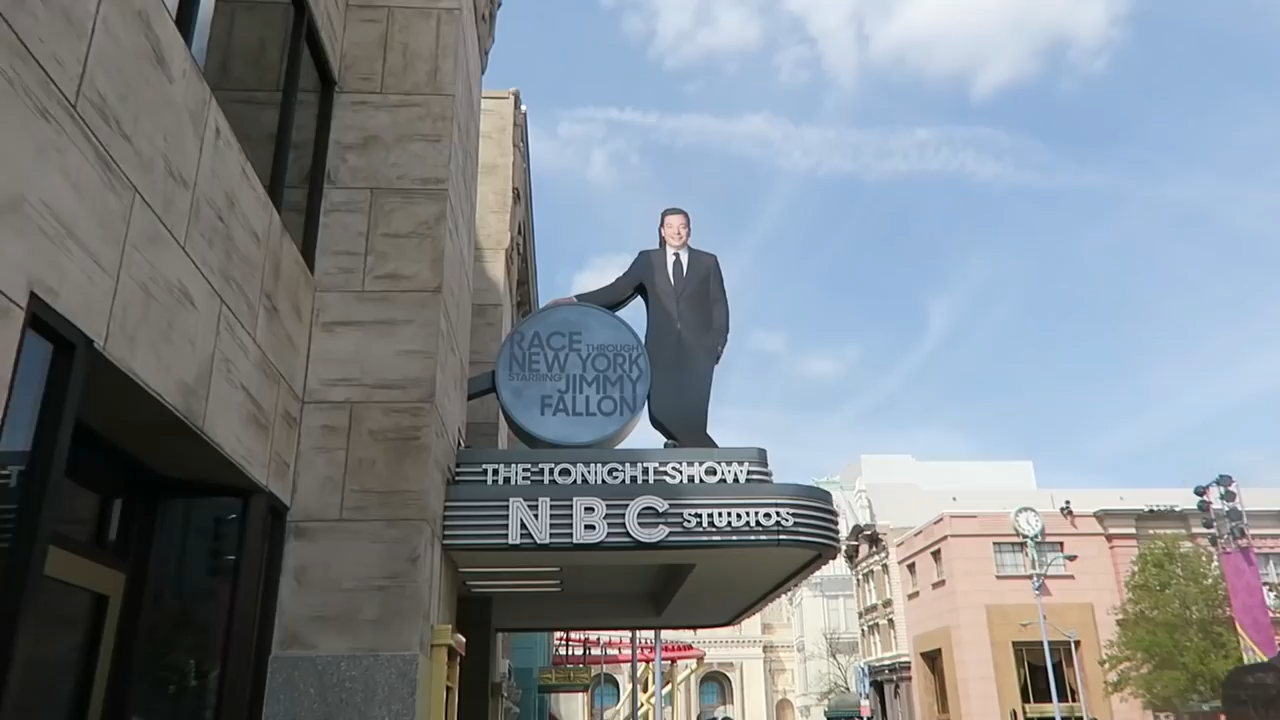 RACE THROUGH
NEW YORK
STARRING JIMMY
FALLON
THE TONIGHT SHOW
NBC STUDIOS